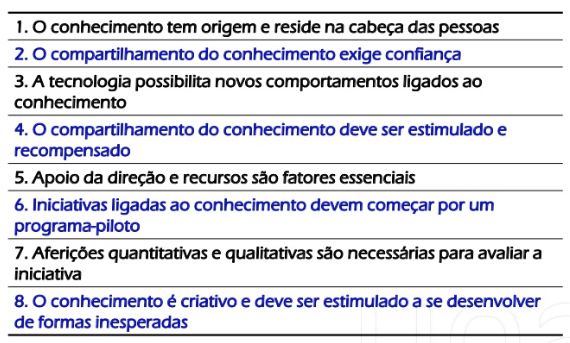 1. O conhecimento tem origem e reside na cabeça das pessoas
2. O compartilhamento do conhecimento exige confiança
3. A tecnologia possibilita novos comportamentos ligados ao
conhecimento
4. O compartilhamento do conhecimento deve ser estimulado e
recompensado
5. Apoio da direção e recursos são fatores essenciais
6. Iniciativas ligadas ao conhecimento devem começar por um
programa-piloto
7. Aferições quantitativas e qualitativas são necessárias para avaliar a
iniciativa
8. O conhecimento é criativo e deve ser estimulado a se desenvolver
de formas inesperadas